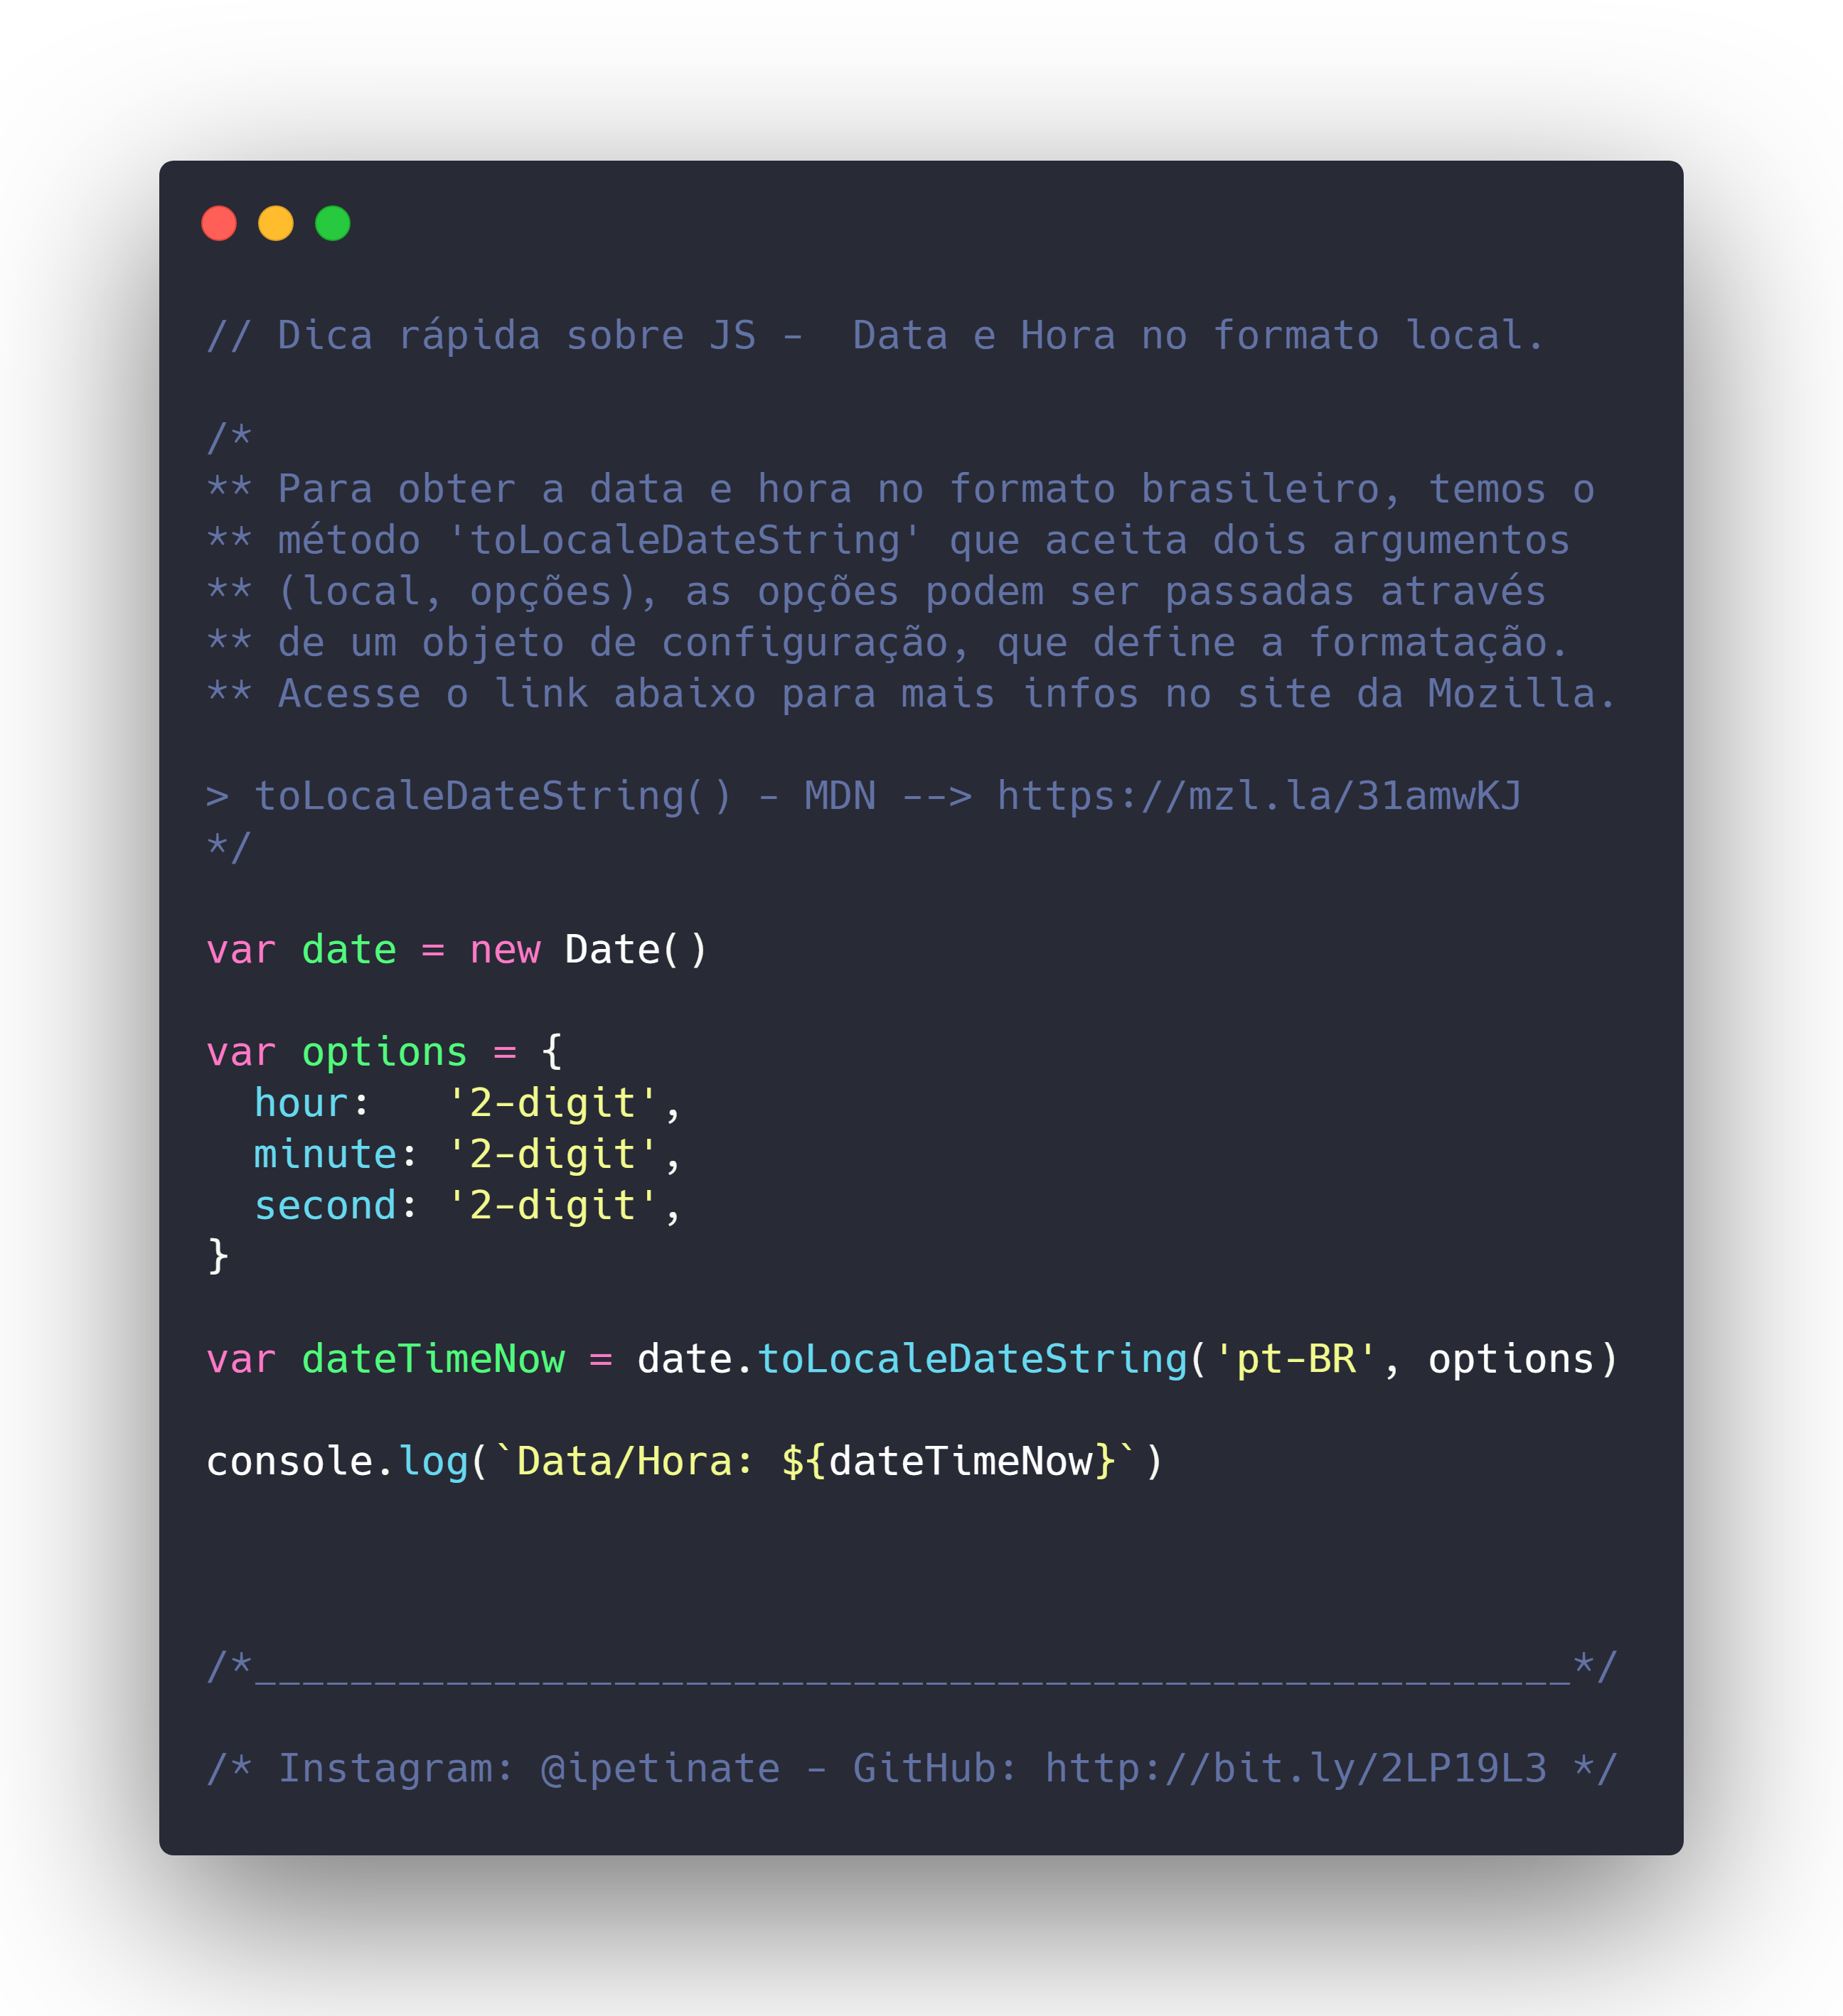 // Dica rápida sobre JS -  Data e Hora no formato local.
/*
** Para obter a data e hora no formato brasileiro, temos o
** método 'toLocaleDateString' que aceita dois argumentos
** (local, opções), as opções podem ser passadas através
** de um objeto de configuração, que define a formatação.
** Acesse o link abaixo para mais infos no site da Mozilla.
> toLocaleDateString() - MDN --> https://mzl.la/31amwKJ
*/
var date = new Date()
var options = {
  hour:   '2-digit',
  minute: '2-digit',
  second: '2-digit',
}
var dateTimeNow = date.toLocaleDateString('pt-BR', options)
console.log(`Data/Hora: ${dateTimeNow}`)
/*_______________________________________________________*/
/* Instagram: @ipetinate - GitHub: http://bit.ly/2LP19L3 */